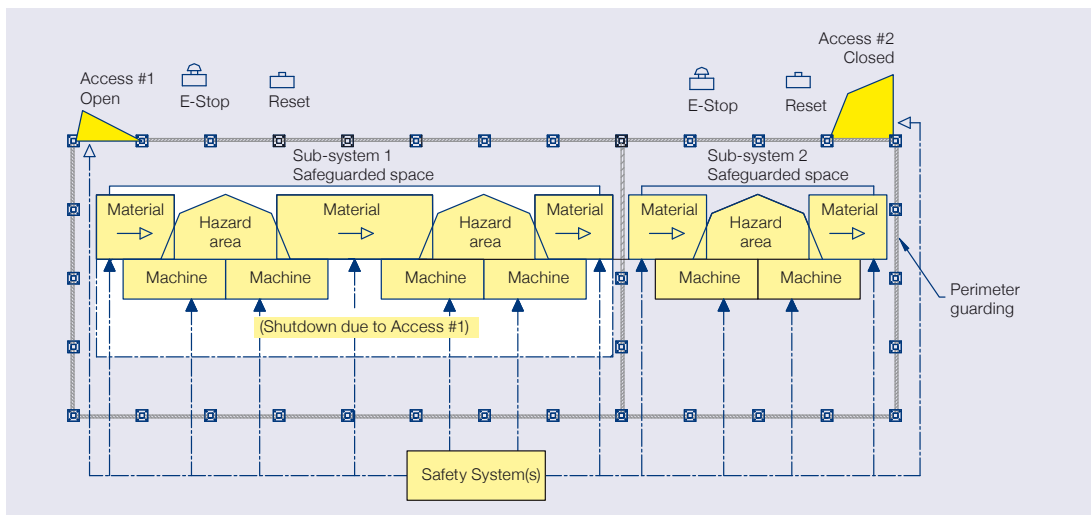 Access #1
Open
E-Stop
Reset
E-Stop
Reset
Access #2
Closed
Sub-system 1
Safeguarded space
Sub-system 2
Safeguarded space
Material
Hazard
area
Material
Hazard
area
Material
Material
Hazard
area
Material
Machine
Machine
Machine
Machine
Machine
Machine
Perimeter
guarding
(Shutdown due to Access #1)
Safety System(s)